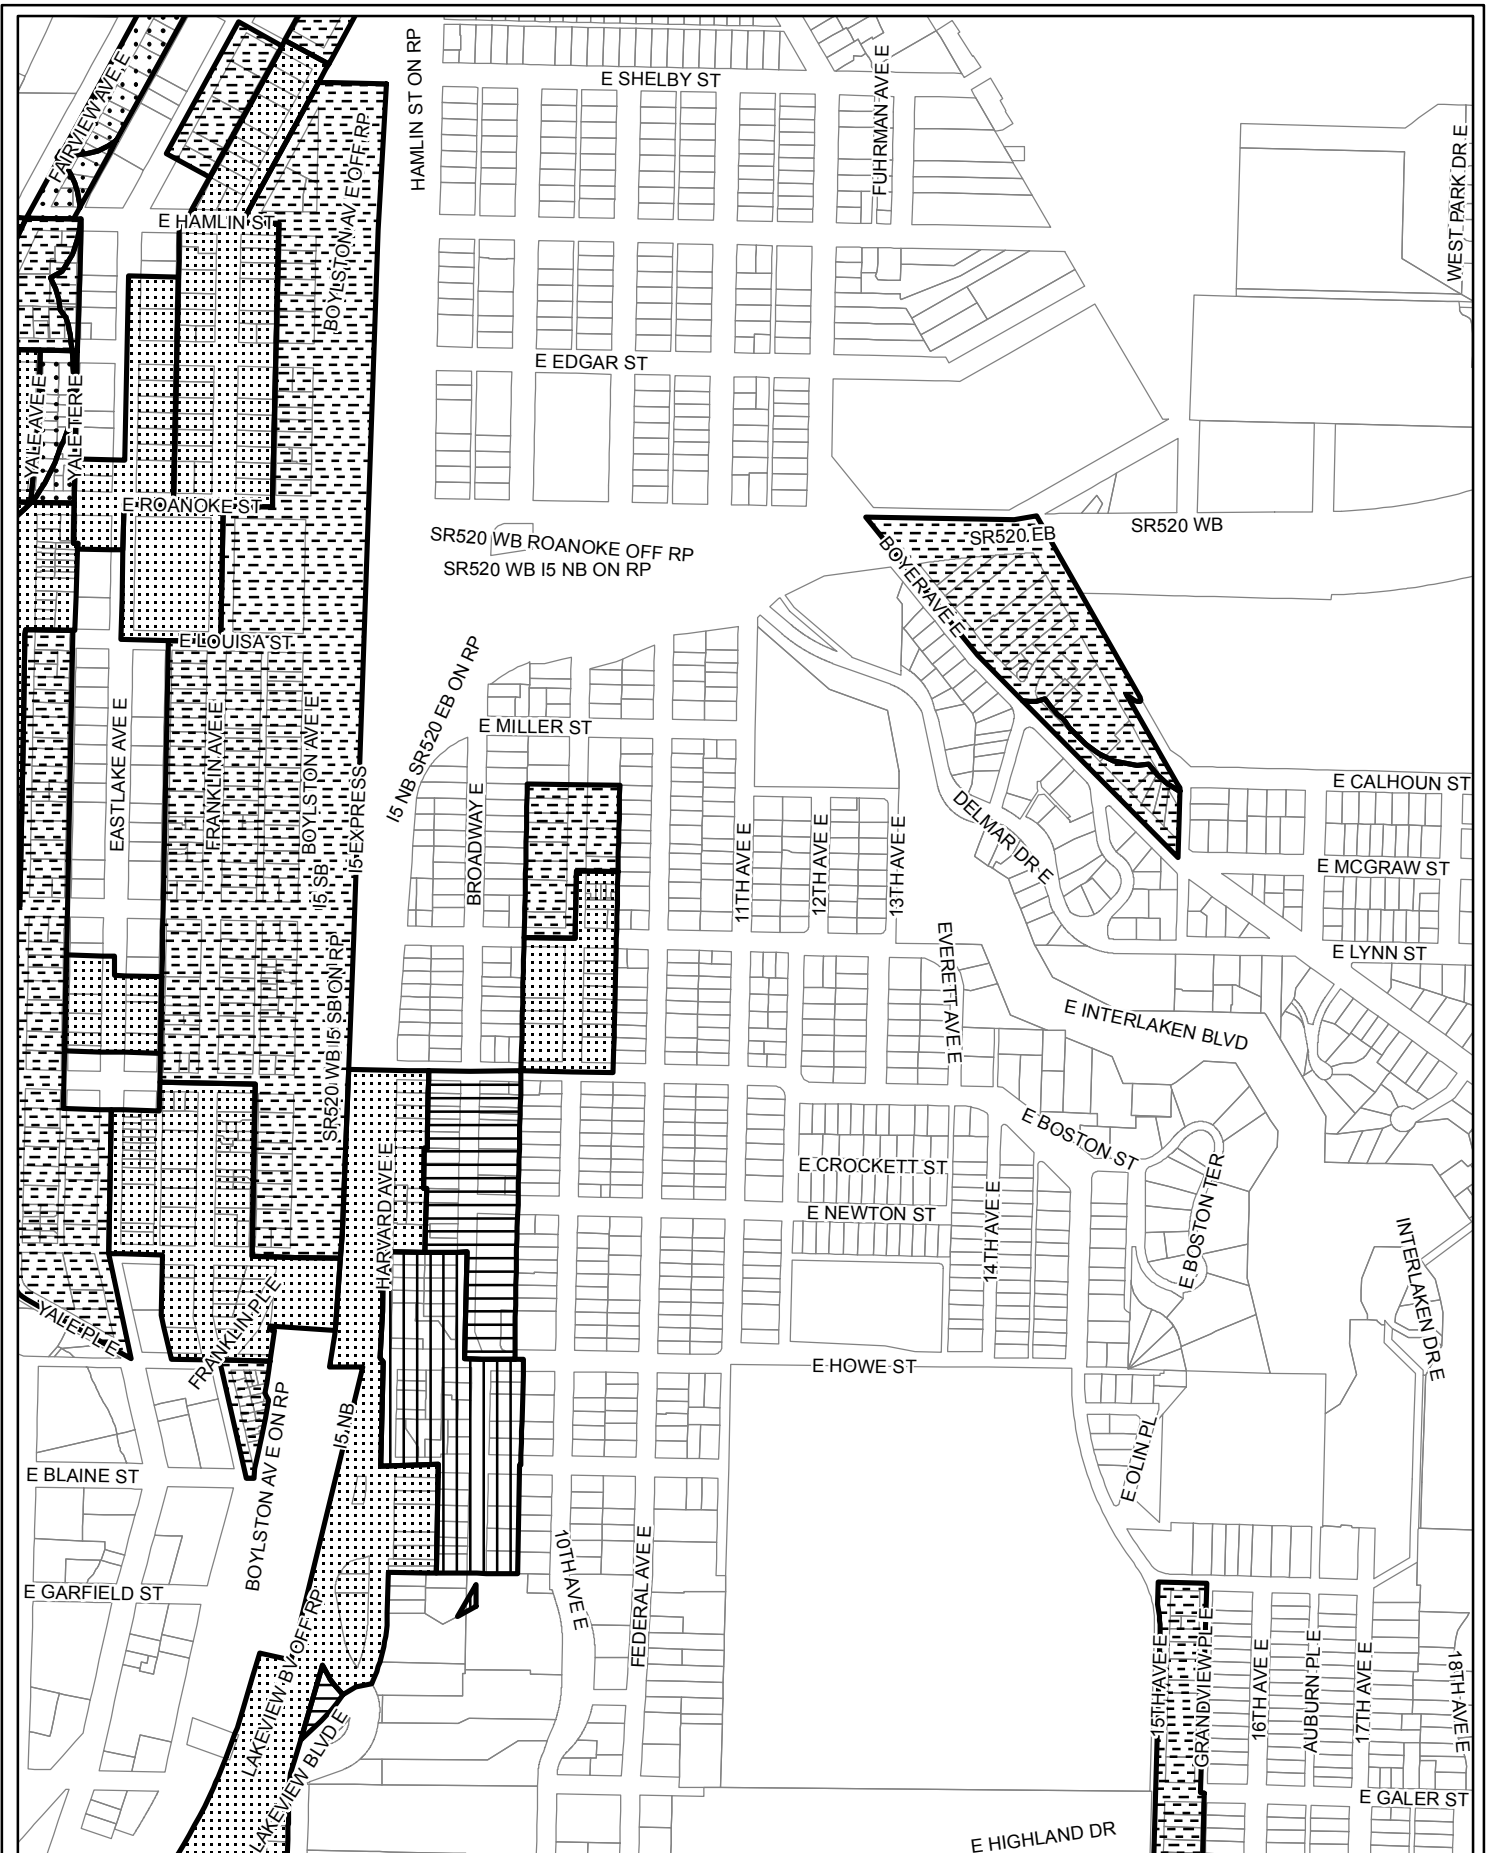 HAMLIN ST ON RP
E SHELBY ST
FUHRMAN AVE E
FAIRVIEW AVE E
WEST PARK DR E
BOYLSTON AV E OFF RP
E HAMLIN ST
E EDGAR ST
YALE AVE E
YALE TER E
E ROANOKE ST
SR520 WB ROANOKE OFF RP
SR520 EB
SR520 WB
SR520 WB I5 NB ON RP
BOYER AVE E
E LOUISA ST
I5 NB SR520 EB ON RP
EASTLAKE AVE E
FRANKLIN AVE E
BOYLSTON AVE E
E MILLER ST
I5 EXPRESS
BROADWAY E
E CALHOUN ST
DELMAR DR E
11TH AVE E
12TH AVE E
13TH AVE E
E MCGRAW ST
I5 SB
E LYNN ST
EVERETT AVE E
SR520 WB I5 SB ON RP
E INTERLAKEN BLVD
E BOSTON ST
HARVARD AVE E
E CROCKETT ST
E NEWTON ST
14TH AVE E
E BOSTON TER
INTERLAKEN DR E
YALE PL E
FRANKLIN PL E
E HOWE ST
BOYLSTON AV E ON RP
I5 NB
E OLIN PL
E BLAINE ST
10TH AVE E
FEDERAL AVE E
E GARFIELD ST
LAKEVIEW BV OFF RP
LAKEVIEW BLVD E
15TH AVE E
GRANDVIEW PL E
16TH AVE E
AUBURN PL E
17TH AVE E
18TH AVE E
E GALER ST
E HIGHLAND DR